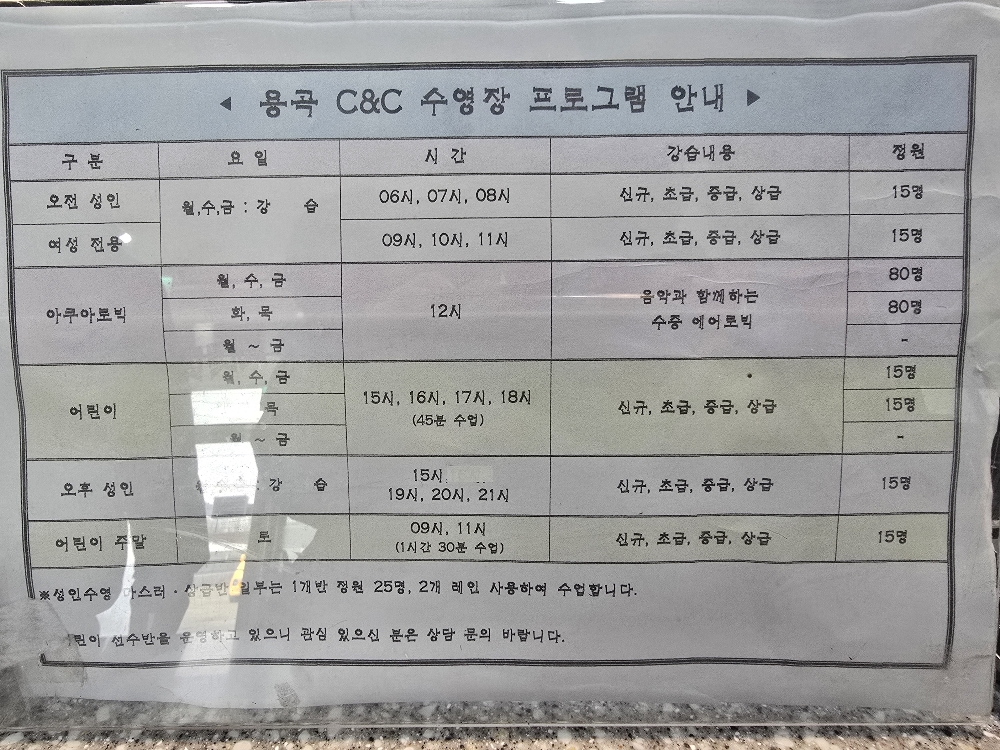 ◀ 용곡 C&C 수영장 프로그램 안내 ▶
구 분 요 일 시 간 강습내용 정원
오전 성인 월,수,금 : 강 습 06시, 07시, 08시 신규, 초급, 중급, 상급 15명
여성 전용 09시, 10시, 11시 신규, 초급, 중급, 상급 15명
아쿠아로빅 월, 수, 금 12시 음악과 함께하는 80명
화, 목 수중 에어로빅 80명
월 ~ 금 -
어린이 월, 수, 금 15시, 16시, 17시, 18시 신규, 초급, 중급, 상급 15명
목 (45분 수업) 15명
월 ~ 금 -
오후 성인 : 강 습 15시, 신규, 초급, 중급, 상급 15명
19시, 20시, 21시
어린이 주말 토 09시, 11시 신규, 초급, 중급, 상급 15명
(1시간 30분 수업)
※성인수영 마스터 · 상급반 일부는 1개반 정원 25명, 2개 레인 사용하여 수업합니다.
린이 선수반을 운영하고 있으니 관심 있으신 분은 상담 문의 바랍니다.